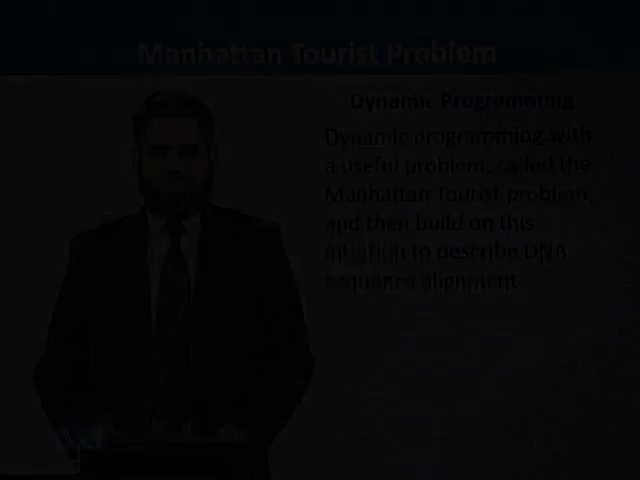 Manhattan Tourist Problem
Dynamic Programming
Dynamic programming with
a useful problem, called the
Manhattan Tourist problem,
and then build on this
intuition to describe DNA
sequence alignment